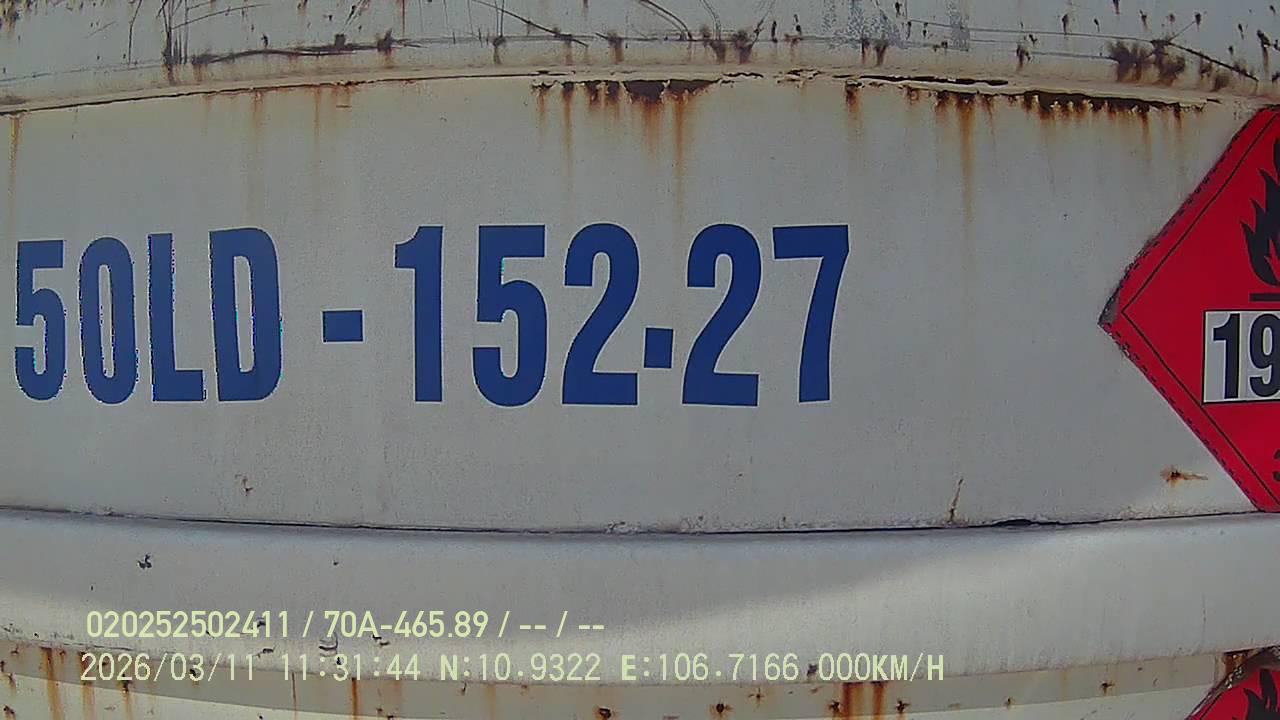 50LD - 152.27
19
020252502411 / 70A-465.89 / -- / --
2026/03/11 11:31:44 N:10.9322 E:106.7166 000KM/H